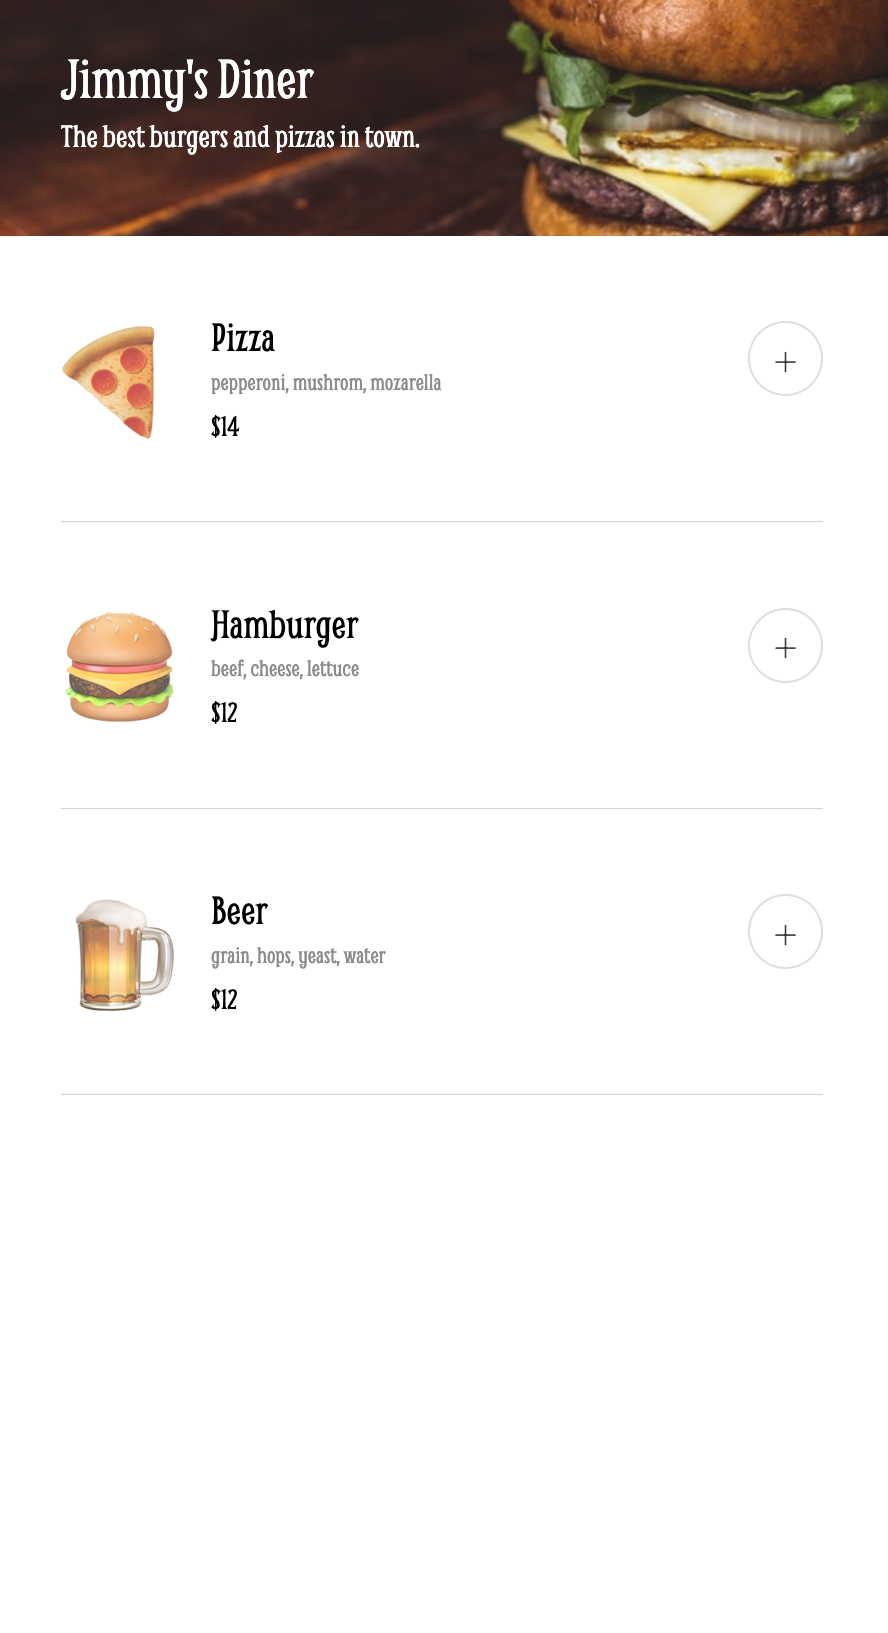 Jimmy's Diner
The best burgers and pizzas in town.
Pizza
pepperoni, mushrom, mozarella
$14
+
Hamburger
beef, cheese, lettuce
$12
+
Beer
grain, hops, yeast, water
$12
+